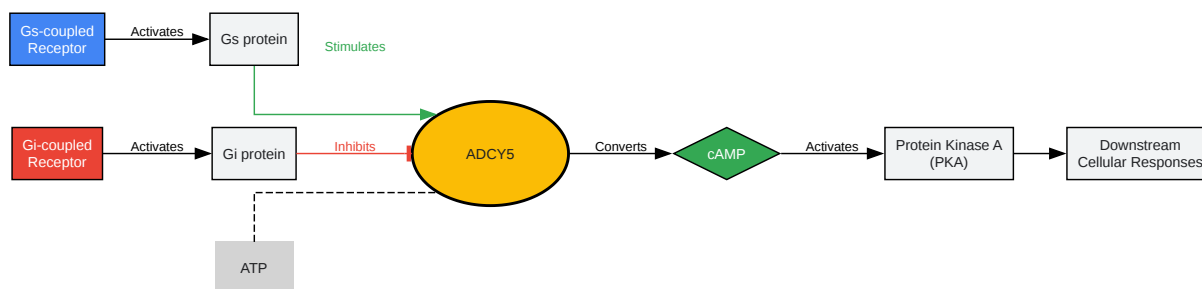 Gs-coupled
Receptor
Activates
Gs protein
Stimulates
Gi-coupled
Receptor
Activates
Gi protein
Inhibits
ADCY5
Converts
cAMP
Activates
Protein Kinase A
(PKA)
Downstream
Cellular Responses
ATP